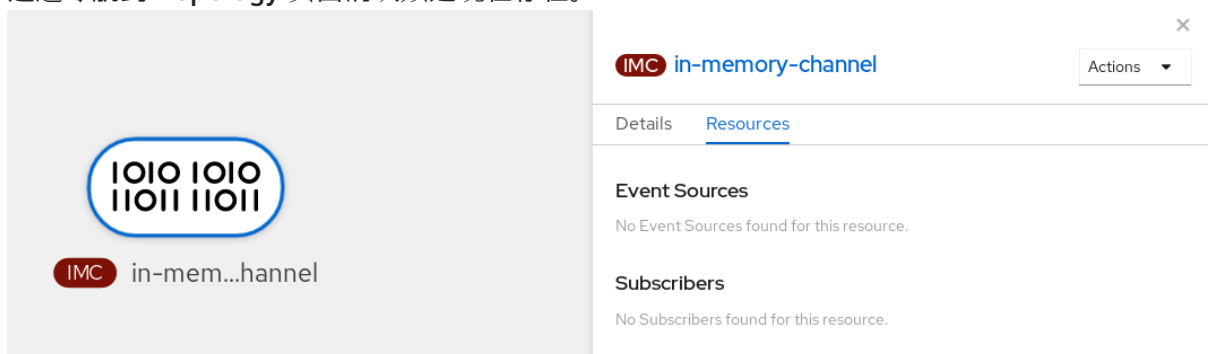 IMC in-memory-channel
Actions
Details Resources
1010 1010
11011 11011
Event Sources
No Event Sources found for this resource.
IMC in-mem...hannel
Subscribers
No Subscribers found for this resource.